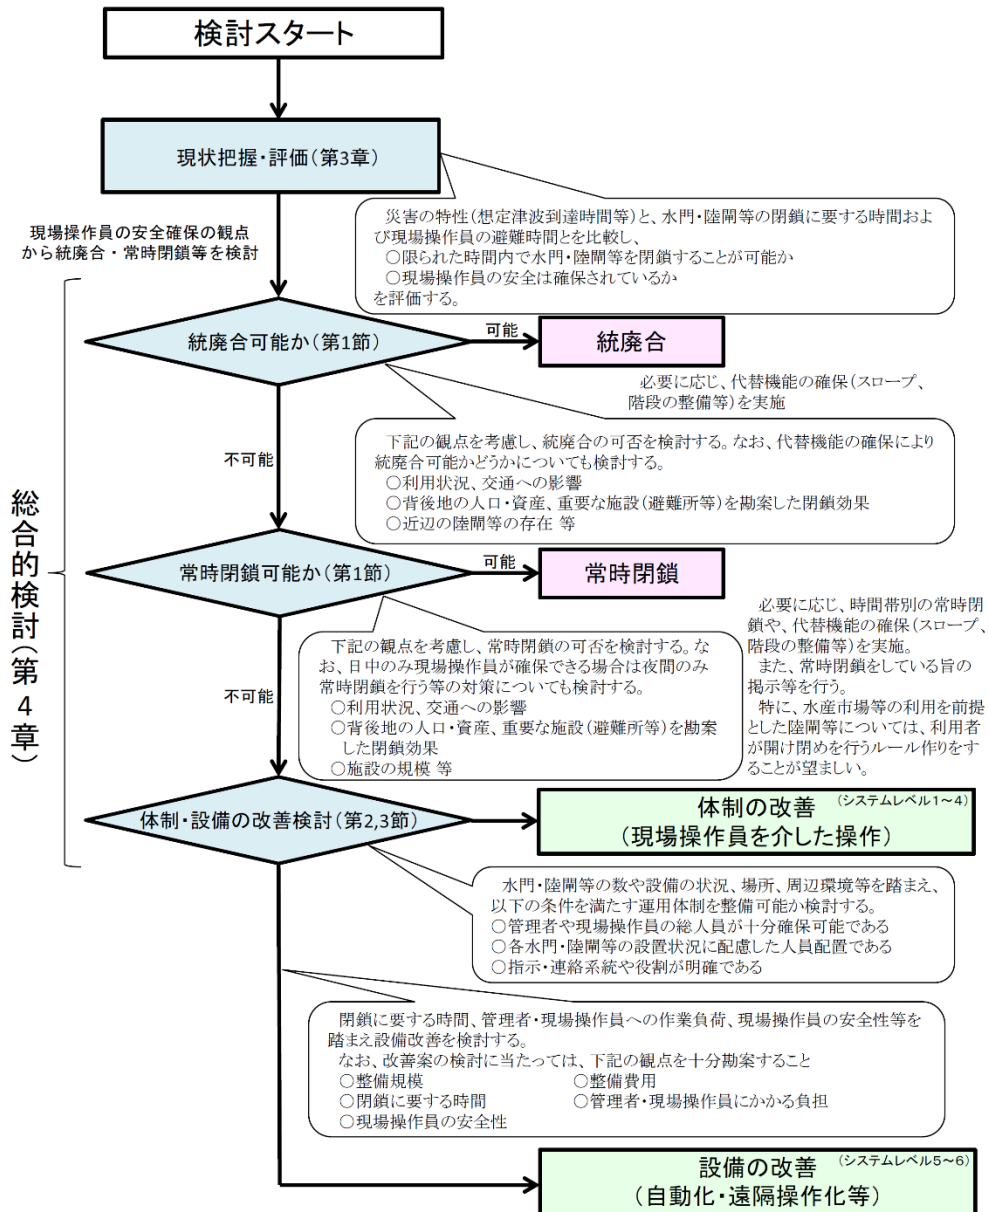 検討スタート
現状把握・評価(第3章)
災害の特性(想定津波到達時間等)と、水門・陸閘等の閉鎖に要する時間およ
び現場操作員の避難時間とを比較し、
○限られた時間内で水門・陸閘等を閉鎖することが可能か
○現場操作員の安全は確保されているか
を評価する。
現場操作員の安全確保の観点
から統廃合・常時閉鎖等を検討
総合的検討(第4章)
統廃合可能か(第1節)
可能
統廃合
必要に応じ、代替機能の確保(スロープ、
階段の整備等)を実施
下記の観点を考慮し、統廃合の可否を検討する。なお、代替機能の確保により
統廃合可能かどうかについても検討する。
○利用状況、交通への影響
○背後地の人口・資産、重要な施設(避難所等)を勘案した閉鎖効果
○近辺の陸閘等の存在 等
不可能
常時閉鎖可能か(第1節)
可能
常時閉鎖
必要に応じ、時間帯別の常時閉
鎖や、代替機能の確保(スロープ、
階段の整備等)を実施。
また、常時閉鎖をしている旨の
掲示等を行う。
特に、水産市場等の利用を前提
とした陸閘等については、利用者
が開け閉めを行うルール作りをす
ることが望ましい。
下記の観点を考慮し、常時閉鎖の可否を検討する。な
お、日中のみ現場操作員が確保できる場合は夜間のみ
常時閉鎖を行う等の対策についても検討する。
○利用状況、交通への影響
○背後地の人口・資産、重要な施設(避難所等)を勘案
した閉鎖効果
○施設の規模 等
不可能
体制・設備の改善検討(第2,3節)
体制の改善 (システムレベル1~4)
(現場操作員を介した操作)
水門・陸閘等の数や設備の状況、場所、周辺環境等を踏まえ、
以下の条件を満たす運用体制を整備可能か検討する。
○管理者や現場操作員の総人員が十分確保可能である
○各水門・陸閘等の設置状況に配慮した人員配置である
○指示・連絡系統や役割が明確である
閉鎖に要する時間、管理者・現場操作員への作業負荷、現場操作員の安全性等を
踏まえ設備改善を検討する。
なお、改善案の検討に当たっては、下記の観点を十分勘案すること
○整備規模 ○整備費用
○閉鎖に要する時間 ○管理者・現場操作員にかかる負担
○現場操作員の安全性
設備の改善 (システムレベル5~6)
(自動化・遠隔操作化等)